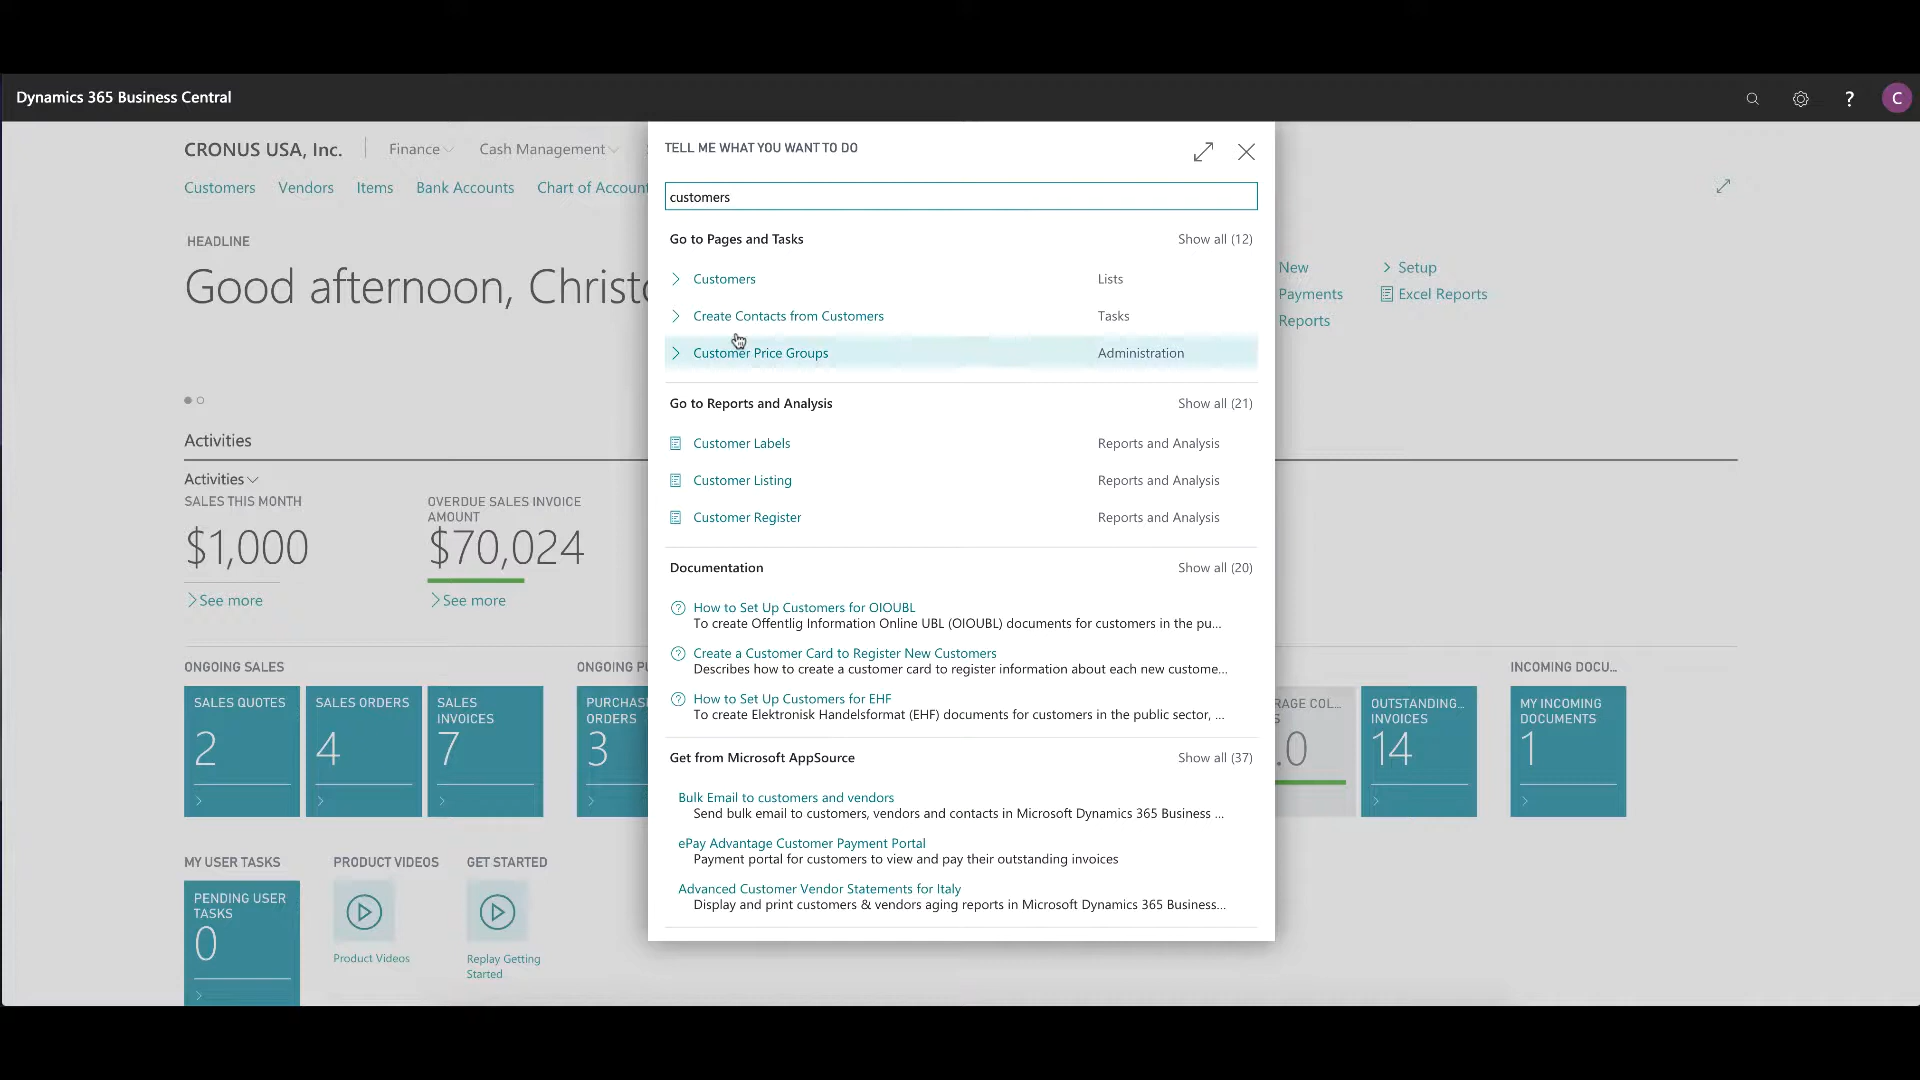 Dynamics 365 Business Central
?
C
CRONUS USA, Inc.
Finance
Cash Management
Customers
Vendors
Items
Bank Accounts
Chart of Account
HEADLINE
Good afternoon,
TELL ME WHAT YOU WANT TO DO
customers
Go to Pages and Tasks
Show all (12)
Customers
Lists
Create Contacts from Customers
Tasks
Customer Price Groups
Administration
Go to Reports and Analysis
Show all (21)
Customer Labels
Reports and Analysis
Customer Listing
Reports and Analysis
Customer Register
Reports and Analysis
Documentation
Show all (20)
How to Set Up Customers for OIOUBL
To create Offentlig Information Online UBL (OIOUBL) documents for customers in the pu...
Create a Customer Card to Register New Customers
Describes how to create a customer card to register information about each new custome...
How to Set Up Customers for EHF
To create Elektronisk Handelsformat (EHF) documents for customers in the public sector, ...
Get from Microsoft AppSource
Show all (37)
Bulk Email to customers and vendors
Send bulk email to customers, vendors and contacts in Microsoft Dynamics 365 Business ...
ePay Advantage Customer Payment Portal
Payment portal for customers to view and pay their outstanding invoices
Advanced Customer Vendor Statements for Italy
Display and print customers & vendors aging reports in Microsoft Dynamics 365 Business...
New
Payments
Reports
Setup
Excel Reports
Activities
Activities
SALES THIS MONTH
$1,000
See more
OVERDUE SALES INVOICE
AMOUNT
$70,024
See more
ONGOING SALES
SALES QUOTES
2
SALES ORDERS
4
SALES
INVOICES
7
ONGOING
PURCHAS
ORDERS
3
RAGE COL...
S
.0
OUTSTANDING...
INVOICES
14
INCOMING DOCU...
MY INCOMING
DOCUMENTS
1
MY USER TASKS
PENDING USER
TASKS
0
PRODUCT VIDEOS
Product Videos
GET STARTED
Replay Getting
Started